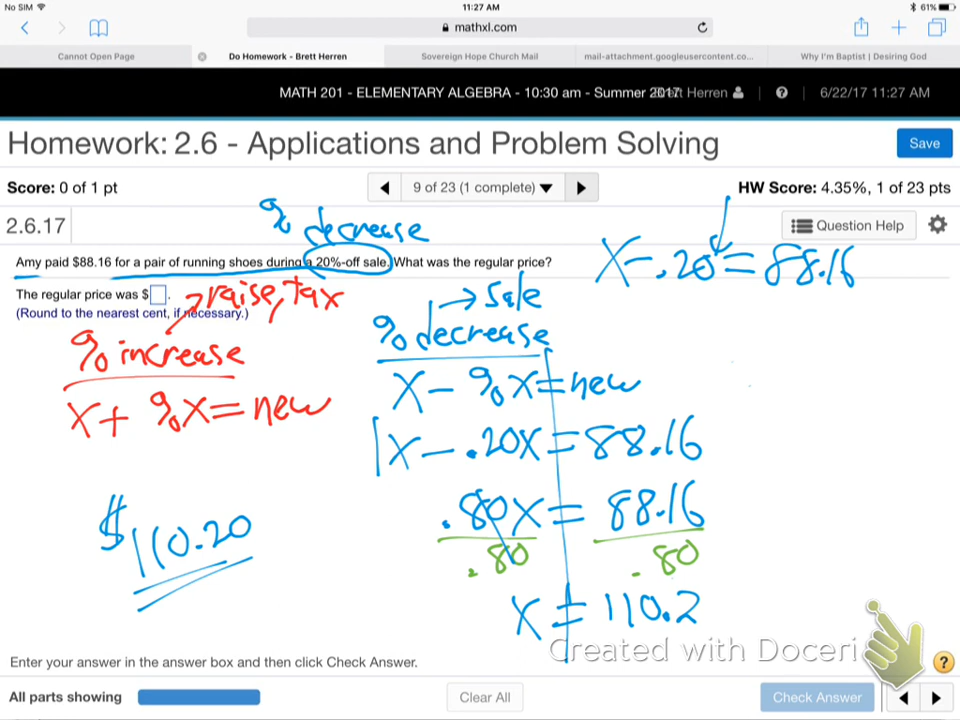 No SIM 11:27 AM 61%
mathxl.com
Cannot Open Page Do Homework - Brett Herren Sovereign Hope Church Mail mail-attachment.googleusercontent.co... Why I'm Baptist | Desiring God
MATH 201 - ELEMENTARY ALGEBRA - 10:30 am - Summer 2017 Herren ? 6/22/17 11:27 AM
Homework: 2.6 - Applications and Problem Solving Save
Score: 0 of 1 pt 9 of 23 (1 complete) HW Score: 4.35%, 1 of 23 pts
2.6.17 Question Help
% decrease
Amy paid $88.16 for a pair of running shoes during a 20%-off sale. What was the regular price?
x - .20 = 88.16
The regular price was $ .
(Round to the nearest cent, if necessary.)
→ raise, tax
→ sale
% increase
% decrease
x + %x = new
x - %x = new
1x - .20x = 88.16
.80x = 88.16
.80 .80
x = 110.2
$110.20
Created with Doceri
Enter your answer in the answer box and then click Check Answer. ?
All parts showing Clear All Check Answer